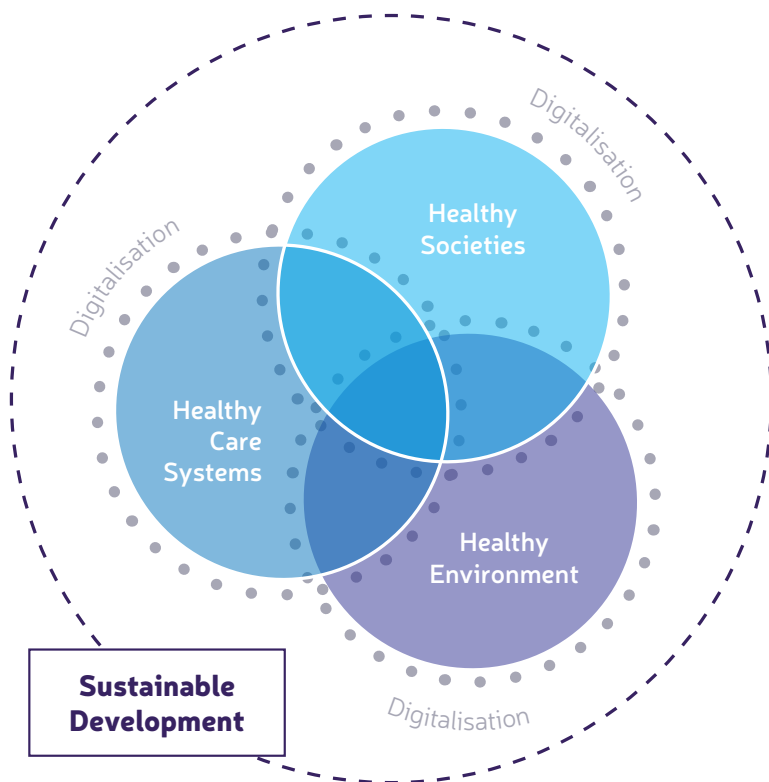 Digitalisation
Healthy
Societies
Digitalisation
Healthy
Care
Systems
Healthy
Environment
Sustainable
Development
Digitalisation